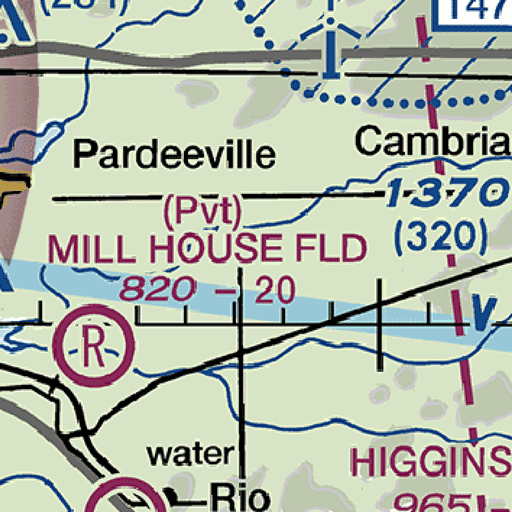 147
Pardeeville
Cambria
1370
(320)
(Pvt)
MILL HOUSE FLD
820 - 20
V
R
water
Rio
HIGGINS
965